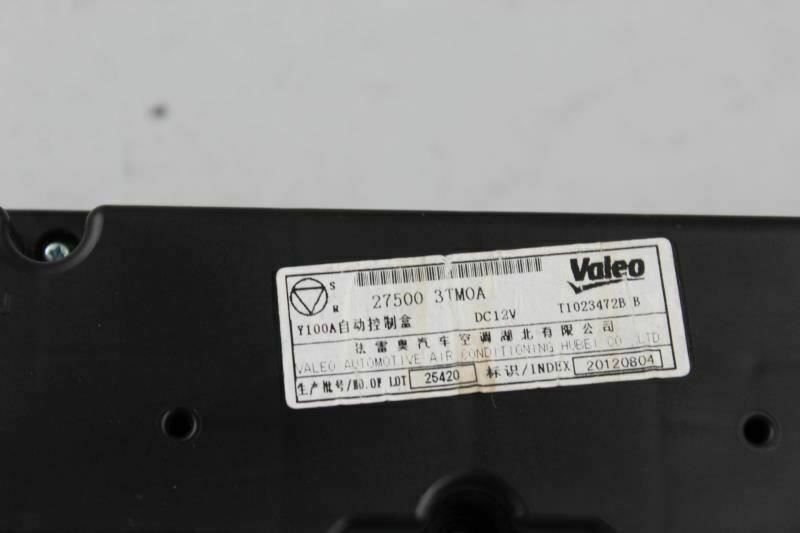 Valeo
S
M
27500 3TM0A
Y100A自动控制盒 DC12V T1023472B B
法雷奥汽车空调湖北有限公司
VALEO AUTOMOTIVE AIR CONDITIONING HUBEI CO., LTD
生产批号/NO.OF LOT 25420 标识/INDEX 20120804